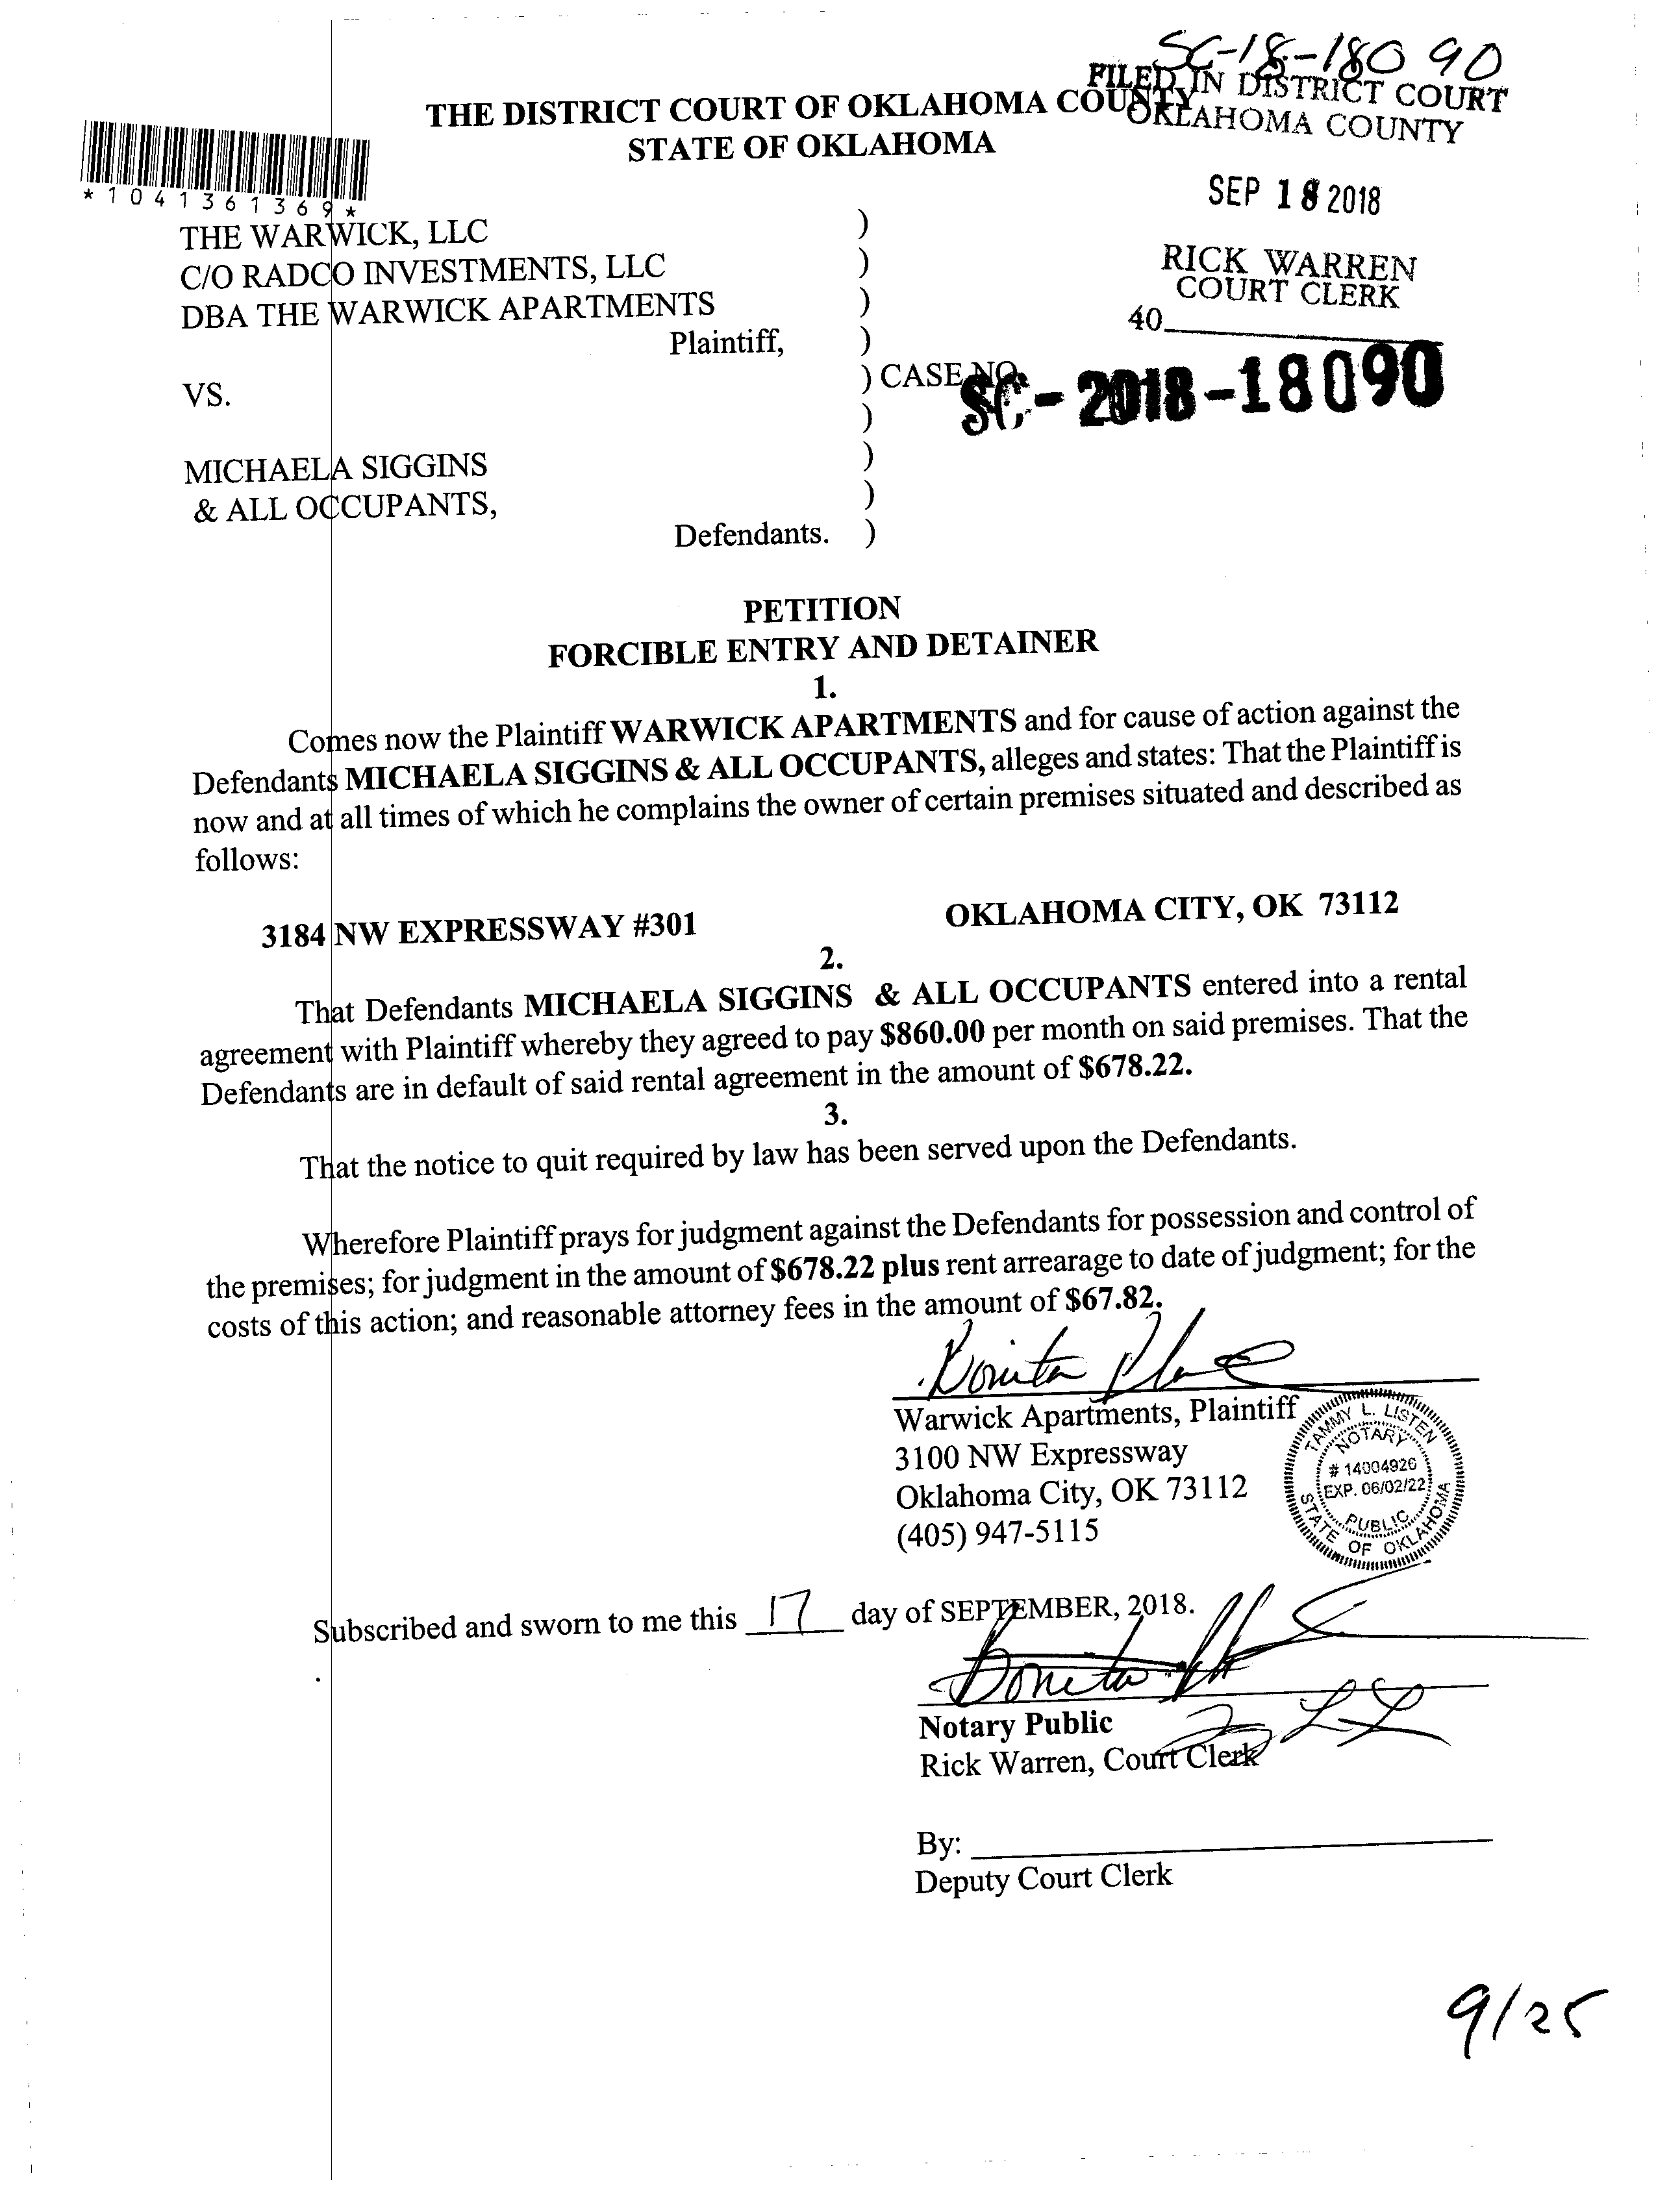 SC-18-18090
FILED IN DISTRICT COURT
OKLAHOMA COUNTY
THE DISTRICT COURT OF OKLAHOMA COUNTY
STATE OF OKLAHOMA
*1041361369*
SEP 18 2018
RICK WARREN
COURT CLERK
40
THE WARWICK, LLC )
C/O RADCO INVESTMENTS, LLC )
DBA THE WARWICK APARTMENTS )
Plaintiff, )
VS. ) CASE NO. SC-2018-18090
)
MICHAELA SIGGINS )
& ALL OCCUPANTS, )
Defendants. )
PETITION
FORCIBLE ENTRY AND DETAINER
1.
Comes now the Plaintiff WARWICK APARTMENTS and for cause of action against the
Defendants MICHAELA SIGGINS & ALL OCCUPANTS, alleges and states: That the Plaintiff is
now and at all times of which he complains the owner of certain premises situated and described as
follows:
3184 NW EXPRESSWAY #301 OKLAHOMA CITY, OK 73112
2.
That Defendants MICHAELA SIGGINS & ALL OCCUPANTS entered into a rental
agreement with Plaintiff whereby they agreed to pay $860.00 per month on said premises. That the
Defendants are in default of said rental agreement in the amount of $678.22.
3.
That the notice to quit required by law has been served upon the Defendants.
Wherefore Plaintiff prays for judgment against the Defendants for possession and control of
the premises; for judgment in the amount of $678.22 plus rent arrearage to date of judgment; for the
costs of this action; and reasonable attorney fees in the amount of $67.82.
Bonita
Warwick Apartments, Plaintiff
3100 NW Expressway
Oklahoma City, OK 73112
(405) 947-5115
TAMMY L. LISTEN
NOTARY
# 14004926
EXP. 06/02/22
PUBLIC
STATE OF OKLAHOMA
Subscribed and sworn to me this 17 day of SEPTEMBER, 2018.
Bonita
Notary Public
Rick Warren, Court Clerk
By:
Deputy Court Clerk
9/25